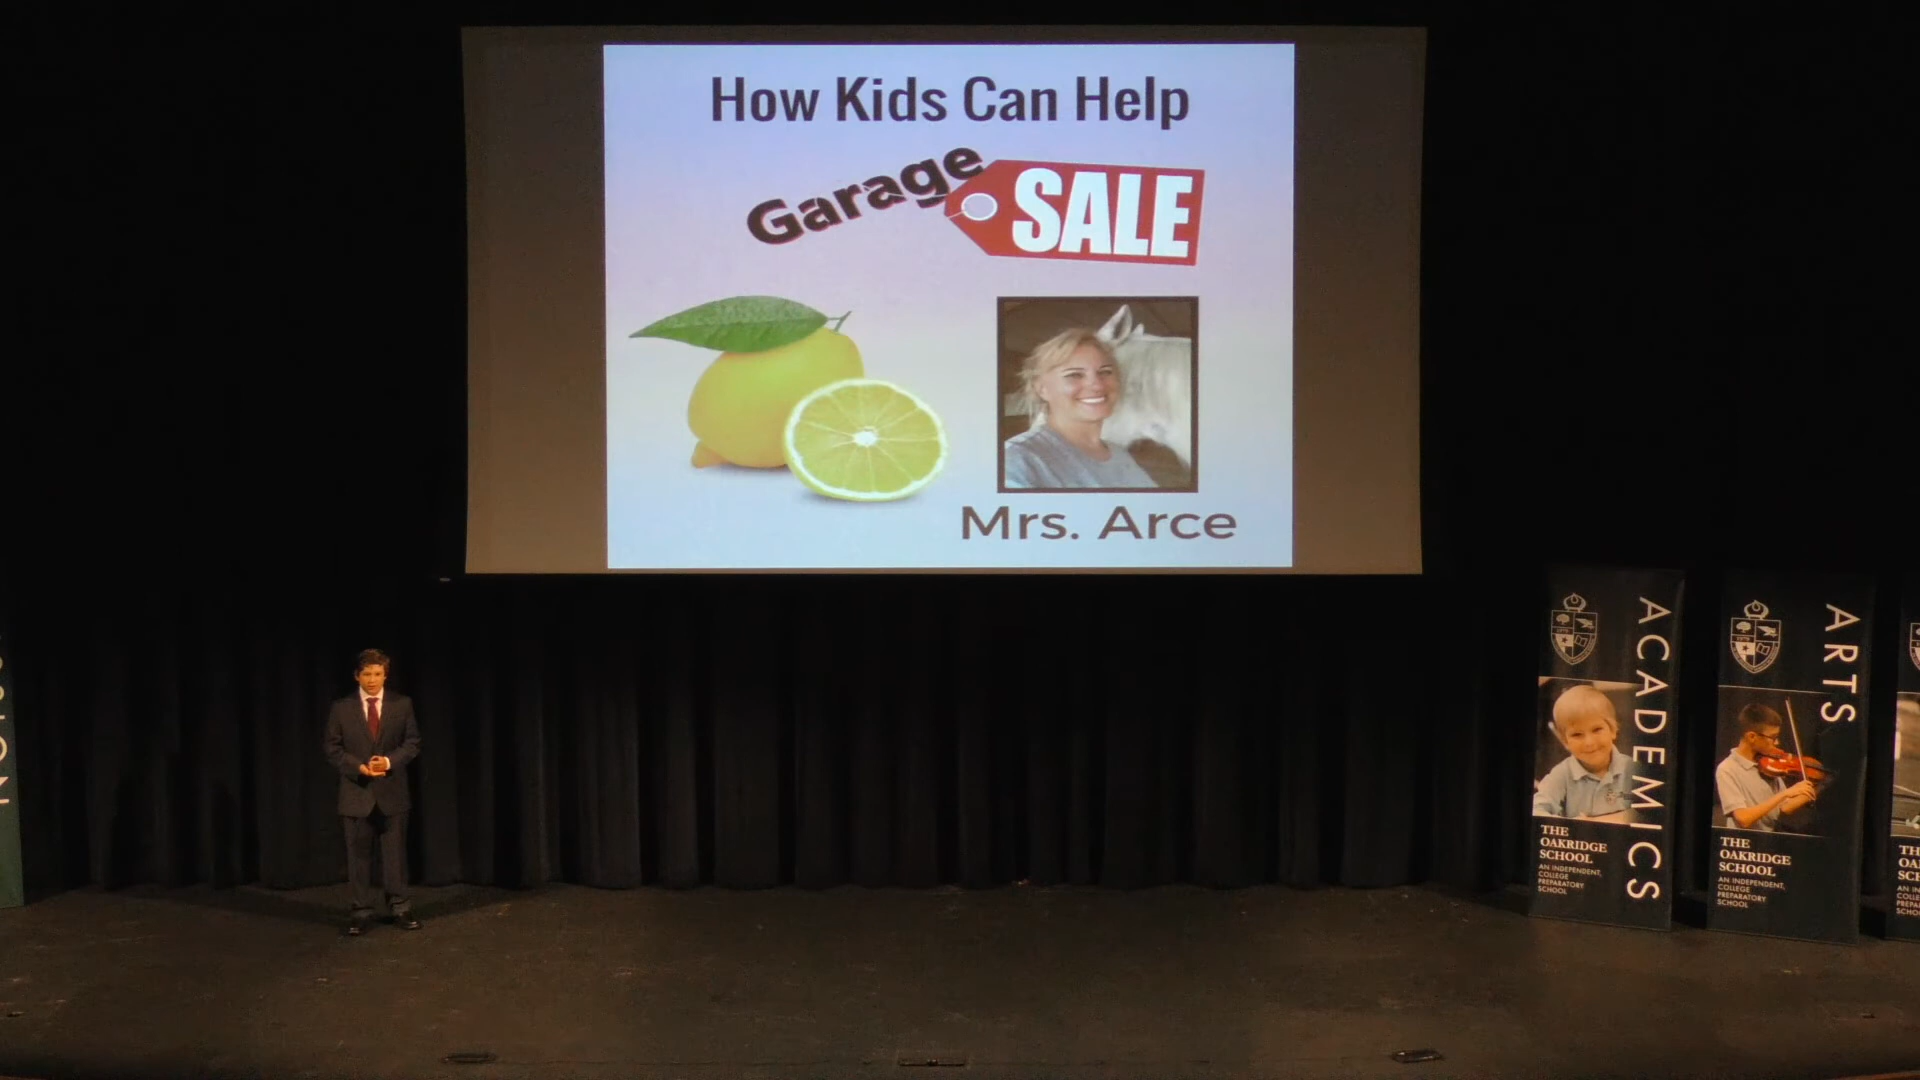 How Kids Can Help
Garage
SALE
Mrs. Arce
ACADEMICS
THE
OAKRIDGE
SCHOOL
AN INDEPENDENT,
COLLEGE
PREPARATORY
SCHOOL
ARTS
THE
OAKRIDGE
SCHOOL
AN INDEPENDENT,
COLLEGE
PREPARATORY
SCHOOL